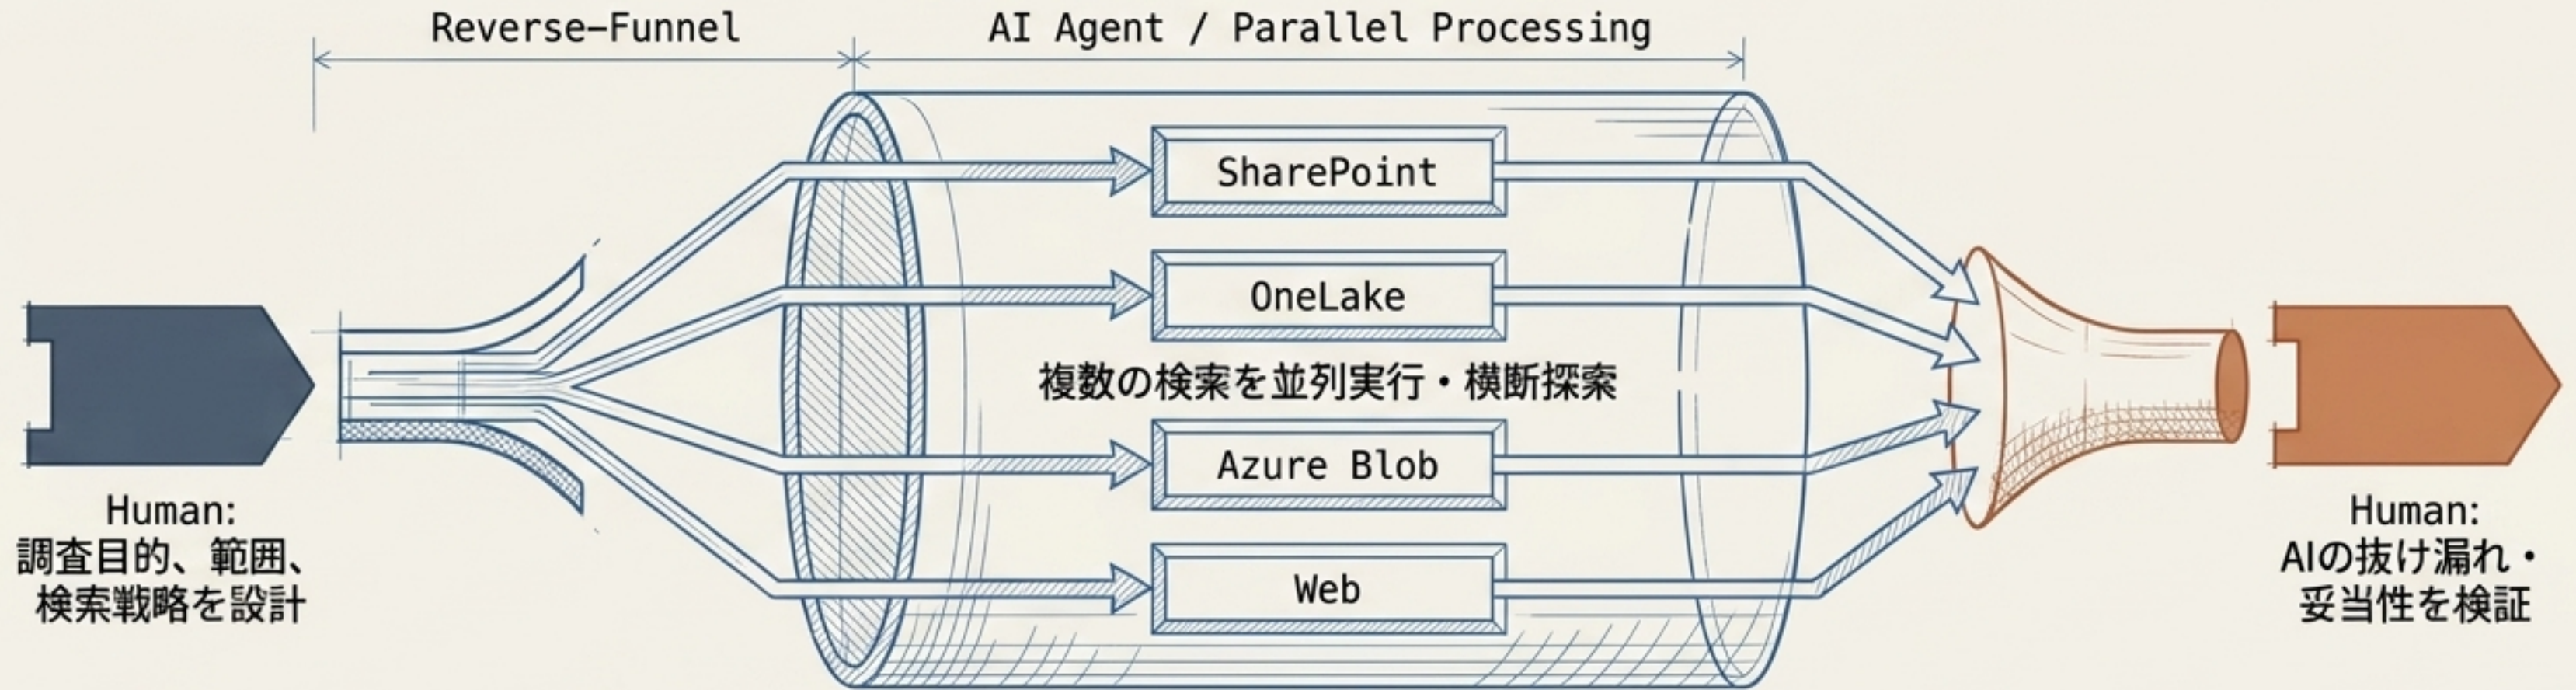 Reverse-Funnel
AI Agent / Parallel Processing
SharePoint
OneLake
複数の検索を並列実行・横断探索
Azure Blob
Web
Human:
調査目的、範囲、
検索戦略を設計
Human:
AIの抜け漏れ・
妥当性を検証